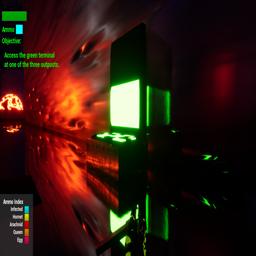 Ammo
Objective:
Access the green terminal
at one of the three outposts.
Ammo Index
Infected
Hornet
Arachnid
Queen
Egg